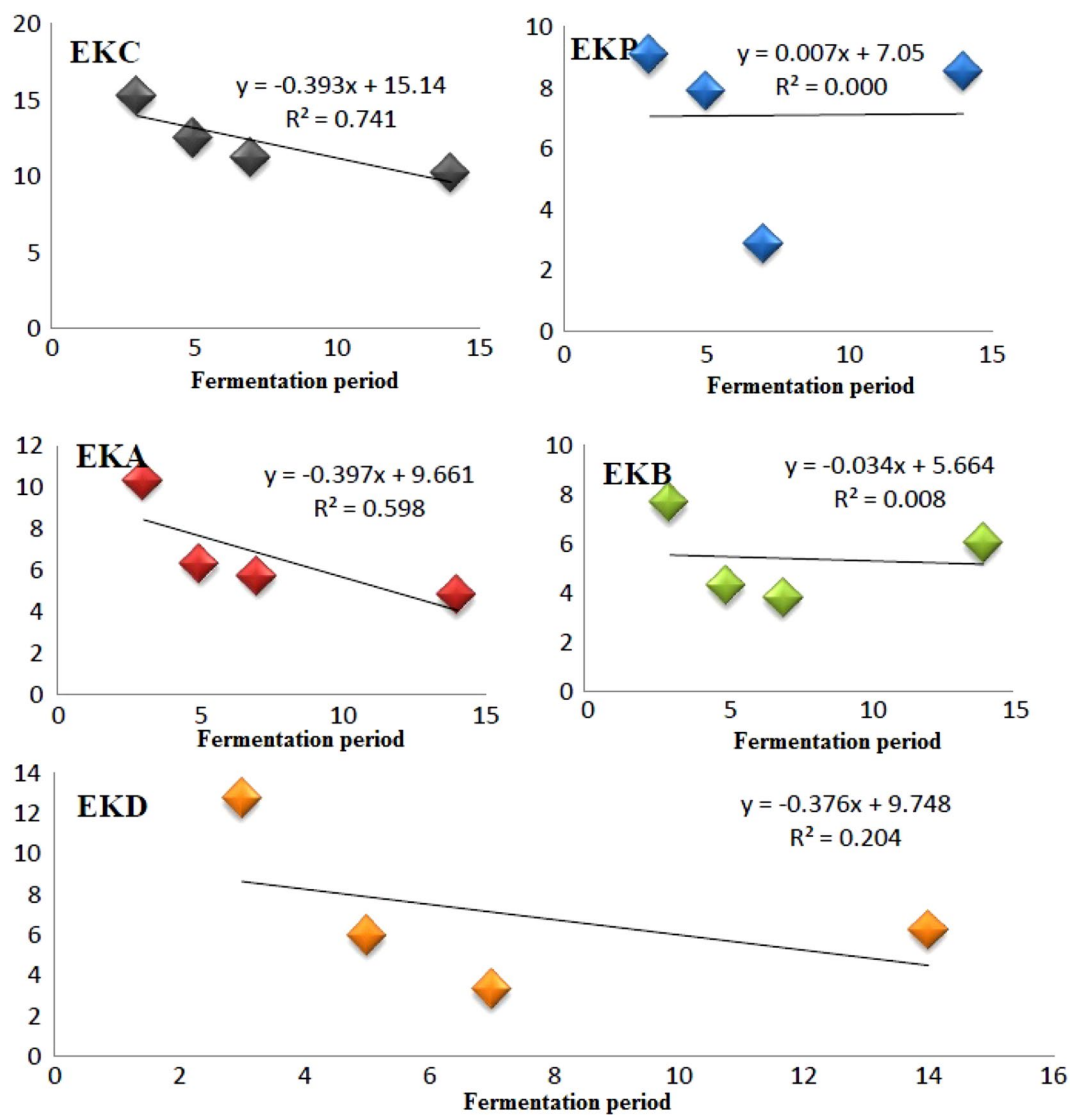 EKC
y = -0.393x + 15.14
R² = 0.741
20
15
10
5
0
0 5 10 15
Fermentation period
EKP
y = 0.007x + 7.05
R² = 0.000
10
8
6
4
2
0
0 5 10 15
Fermentation period
EKA
y = -0.397x + 9.661
R² = 0.598
12
10
8
6
4
2
0
0 5 10 15
Fermentation period
EKB
y = -0.034x + 5.664
R² = 0.008
10
8
6
4
2
0
0 5 10 15
Fermentation period
EKD
y = -0.376x + 9.748
R² = 0.204
14
12
10
8
6
4
2
0
0 2 4 6 8 10 12 14 16
Fermentation period